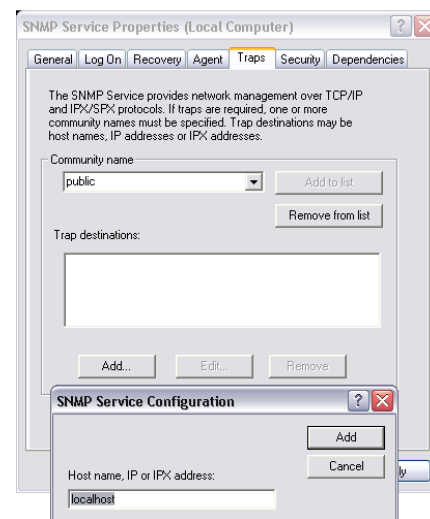 SNMP Service Properties (Local Computer)
General Log On Recovery Agent Traps Security Dependencies
The SNMP Service provides network management over TCP/IP
and IPX/SPX protocols. If traps are required, one or more
community names must be specified. Trap destinations may be
host names, IP addresses or IPX addresses.
Community name
public
Add to list
Remove from list
Trap destinations:
Add... Edit... Remove
SNMP Service Configuration
Add
Host name, IP or IPX address:
Cancel
localhost